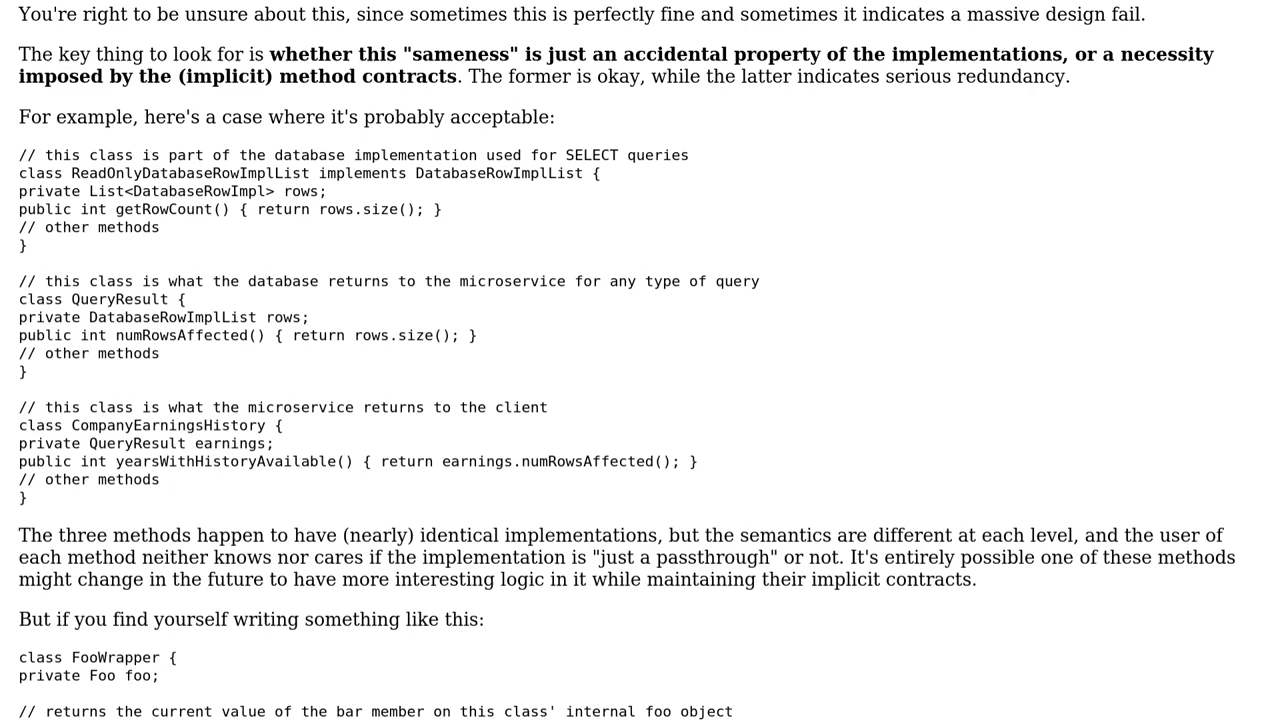 You're right to be unsure about this, since sometimes this is perfectly fine and sometimes it indicates a massive design fail.
The key thing to look for is whether this "sameness" is just an accidental property of the implementations, or a necessity
imposed by the (implicit) method contracts. The former is okay, while the latter indicates serious redundancy.
For example, here's a case where it's probably acceptable:
// this class is part of the database implementation used for SELECT queries
class ReadOnlyDatabaseRowImplList implements DatabaseRowImplList {
private List<DatabaseRowImpl> rows;
public int getRowCount() { return rows.size(); }
// other methods
}
// this class is what the database returns to the microservice for any type of query
class QueryResult {
private DatabaseRowImplList rows;
public int numRowsAffected() { return rows.size(); }
// other methods
}
// this class is what the microservice returns to the client
class CompanyEarningsHistory {
private QueryResult earnings;
public int yearsWithHistoryAvailable() { return earnings.numRowsAffected(); }
// other methods
}
The three methods happen to have (nearly) identical implementations, but the semantics are different at each level, and the user of
each method neither knows nor cares if the implementation is "just a passthrough" or not. It's entirely possible one of these methods
might change in the future to have more interesting logic in it while maintaining their implicit contracts.
But if you find yourself writing something like this:
class FooWrapper {
private Foo foo;
// returns the current value of the bar member on this class' internal foo object